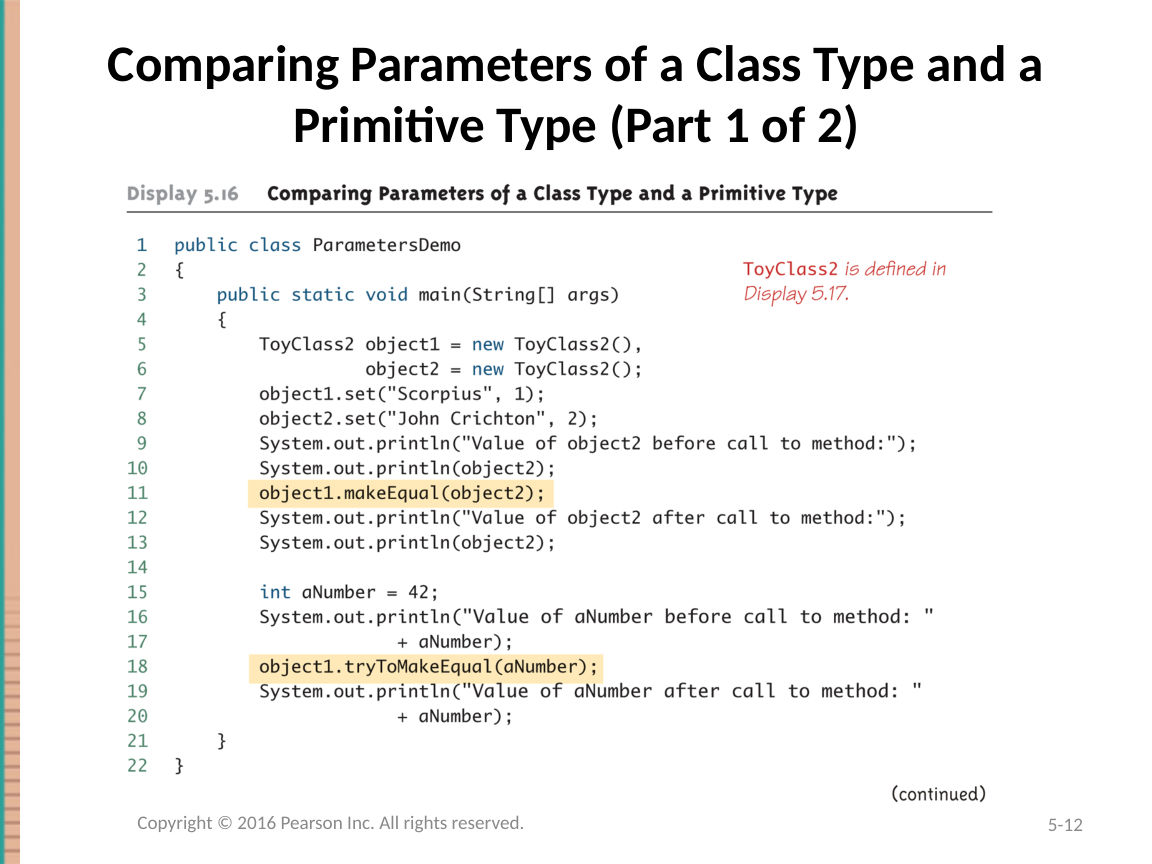 Comparing Parameters of a Class Type and a
Primitive Type (Part 1 of 2)
Display 5.16 Comparing Parameters of a Class Type and a Primitive Type
1 public class ParametersDemo
2 {
3     public static void main(String[] args)
4     {
5         ToyClass2 object1 = new ToyClass2(),
6                   object2 = new ToyClass2();
7         object1.set("Scorpius", 1);
8         object2.set("John Crichton", 2);
9         System.out.println("Value of object2 before call to method:");
10         System.out.println(object2);
11         object1.makeEqual(object2);
12         System.out.println("Value of object2 after call to method:");
13         System.out.println(object2);
14
15         int aNumber = 42;
16         System.out.println("Value of aNumber before call to method: "
17                      + aNumber);
18         object1.tryToMakeEqual(aNumber);
19         System.out.println("Value of aNumber after call to method: "
20                      + aNumber);
21     }
22 }
ToyClass2 is defined in
Display 5.17.
(continued)
Copyright © 2016 Pearson Inc. All rights reserved.
5-12